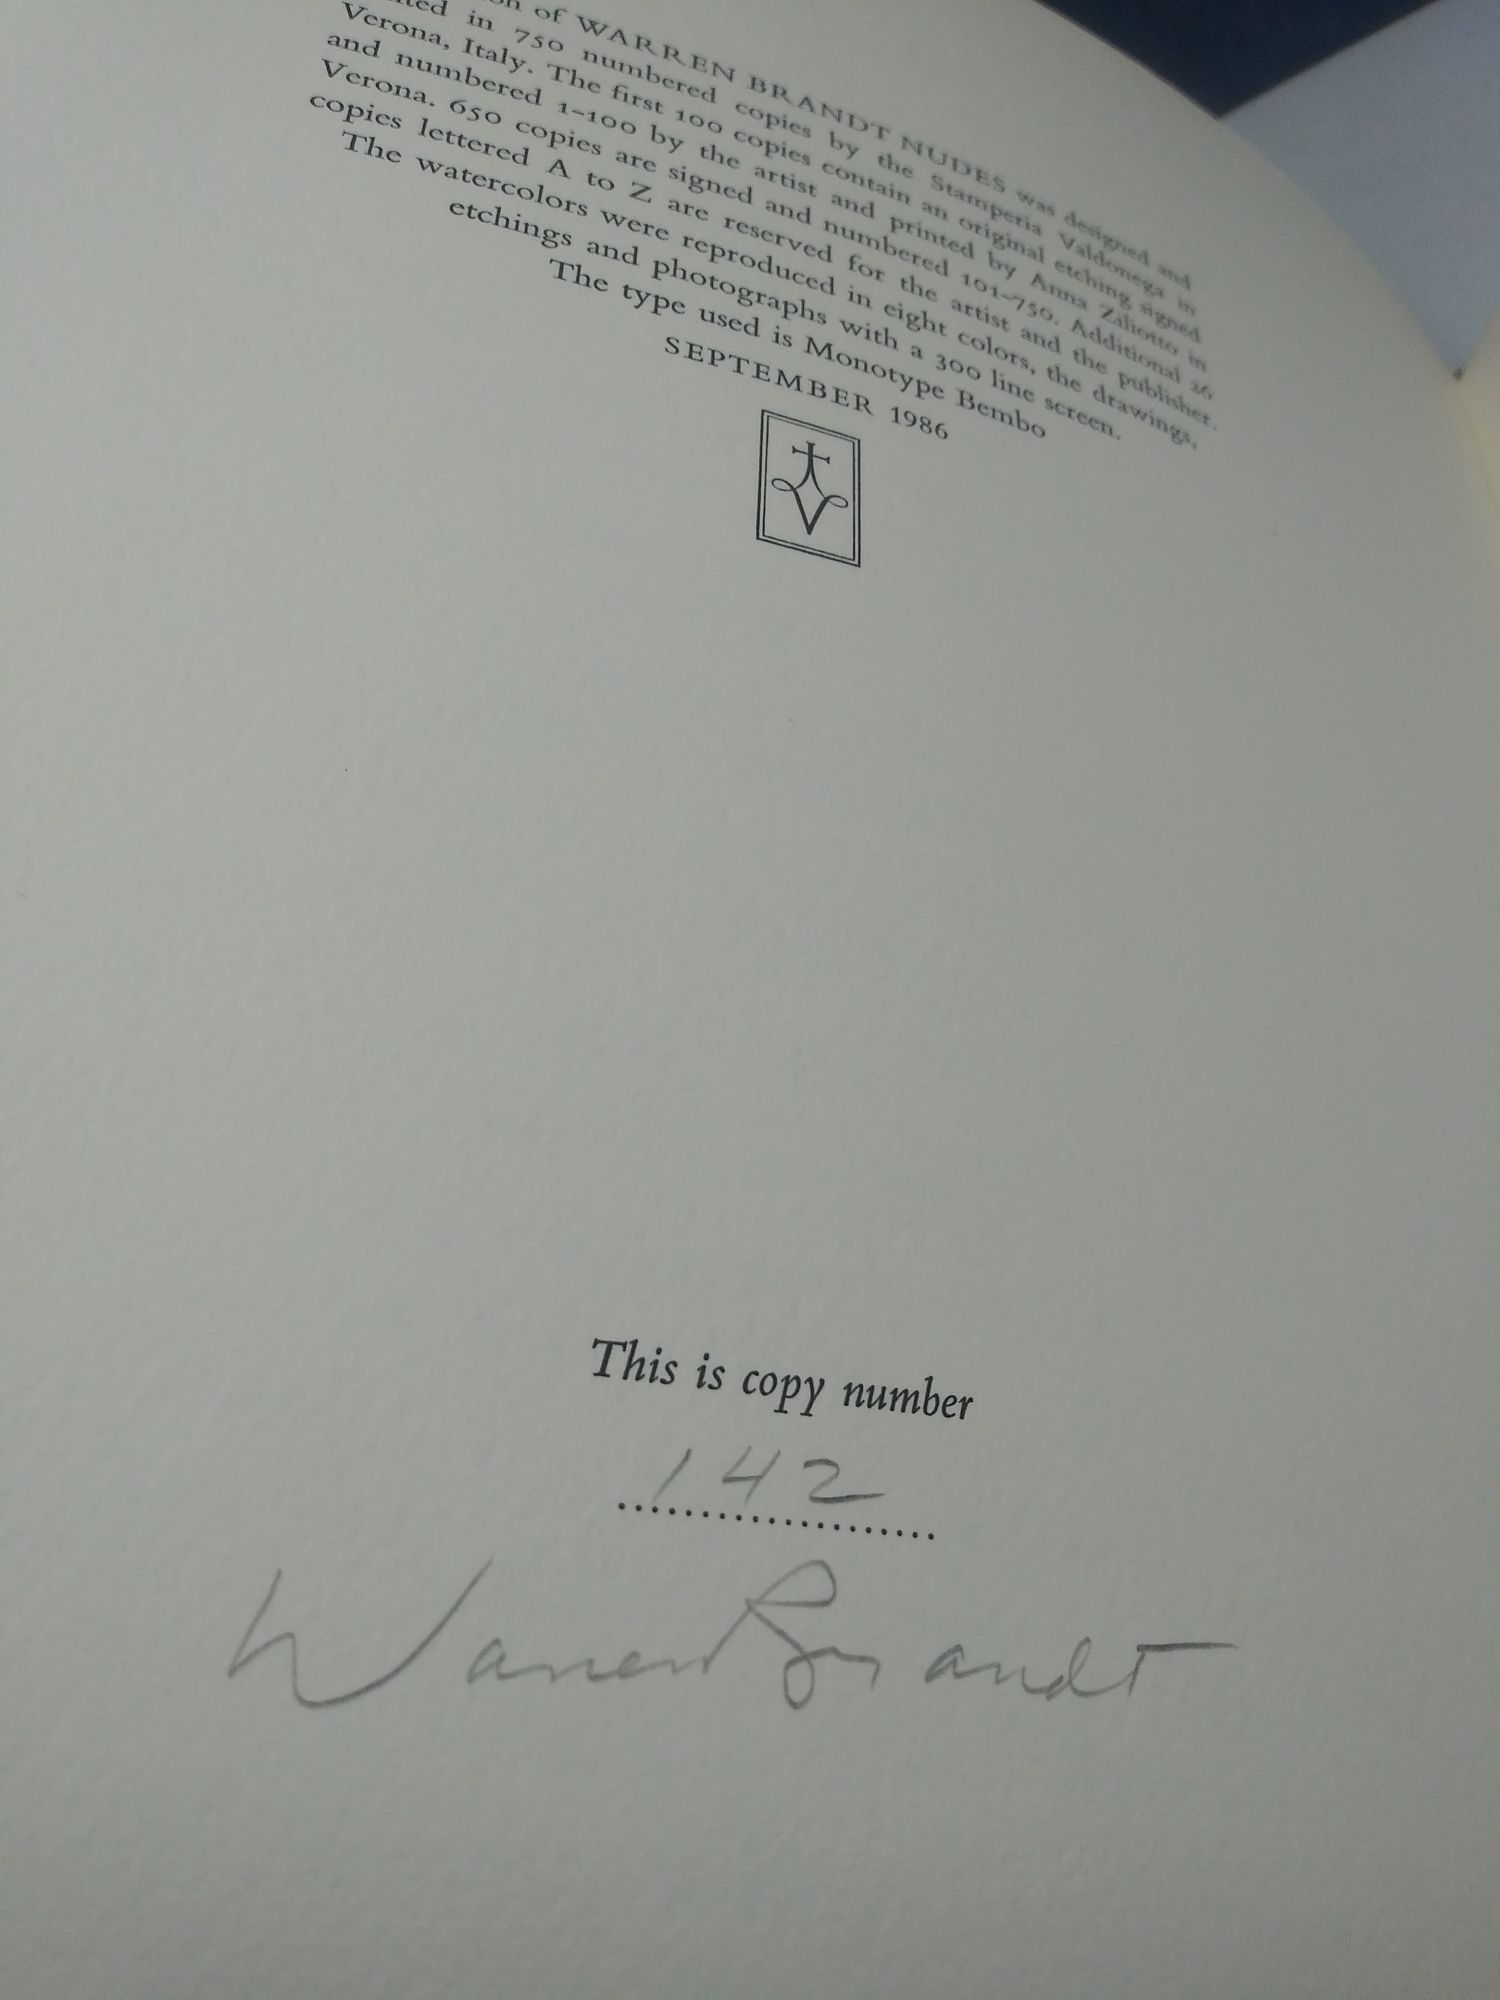 of WARREN BRANDT NUDES was designed and
in 750 numbered copies by the Stamperia Valdonega in
Verona, Italy. The first 100 copies contain an original etching signed
and numbered 1-100 by the artist and printed by Anna Ziliotto in
Verona. 650 copies are signed and numbered 101-750. Additional 26
copies lettered A to Z are reserved for the artist and the publisher.
The watercolors were reproduced in eight colors, the drawings,
etchings and photographs with a 300 line screen.
The type used is Monotype Bembo
SEPTEMBER 1986
This is copy number
142
Warren Brandt